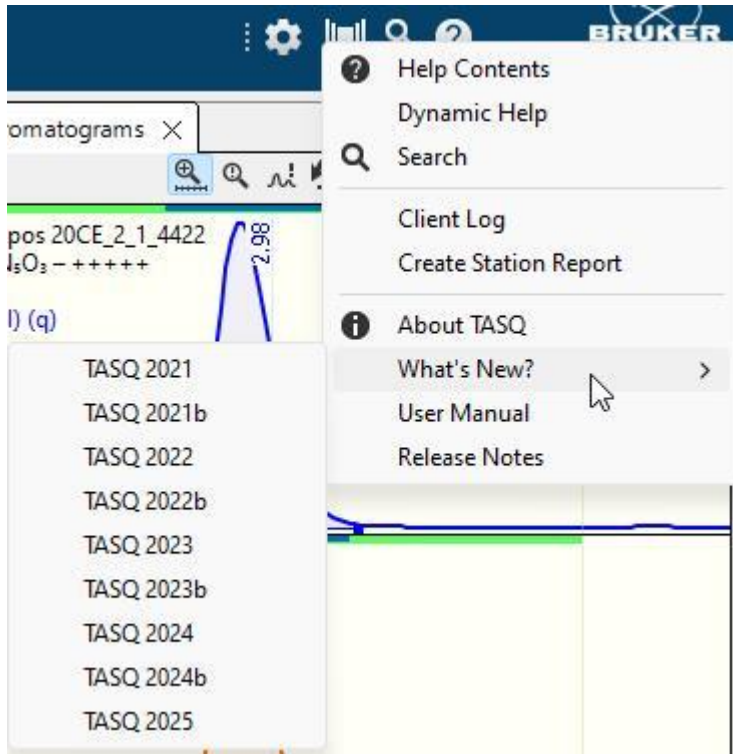 BRUKER
Help Contents
Dynamic Help
Search
Client Log
Create Station Report
About TASQ
What's New?
User Manual
Release Notes
omatograms
pos 20CE_2_1_4422
N₅O₃ – + + + + +
2.98
l) (q)
TASQ 2021
TASQ 2021b
TASQ 2022
TASQ 2022b
TASQ 2023
TASQ 2023b
TASQ 2024
TASQ 2024b
TASQ 2025